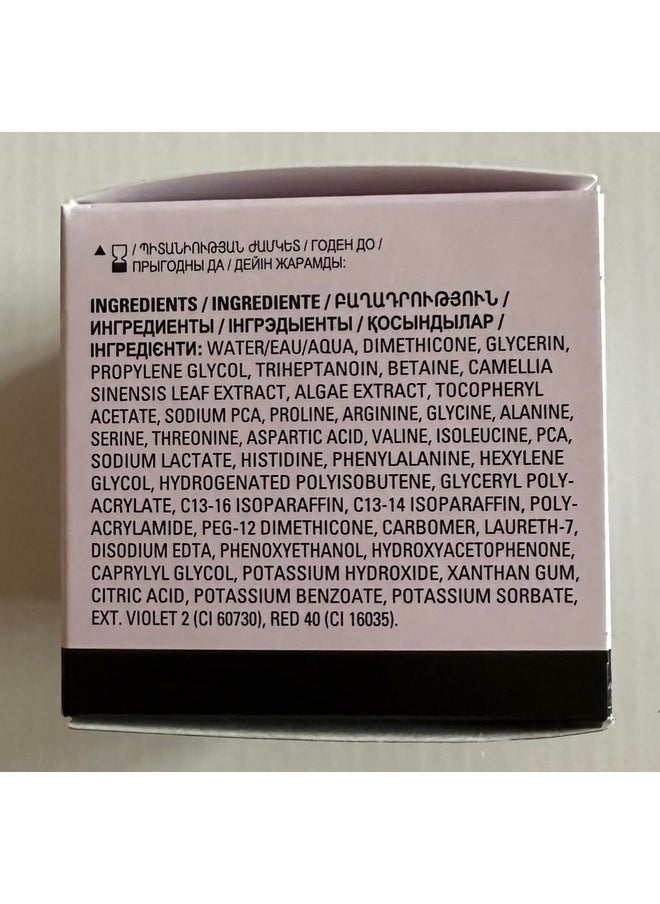 / ՊԻՏԱՆԻՈՒԹՅԱՆ ԺԱՄԿԵՏ / ГОДЕН ДО /
ПРЫГОДНЫ ДА / ДЕЙІН ЖАРАМДЫ:
INGREDIENTS / INGREDIENTE / ԲԱՂԱԴՐՈՒԹՅՈՒՆ /
ИНГРЕДИЕНТЫ / ІНГРЭДЫЕНТЫ / ҚОСЫНДЫЛАР /
ІНГРЕДІЄНТИ: WATER/EAU/AQUA, DIMETHICONE, GLYCERIN,
PROPYLENE GLYCOL, TRIHEPTANOIN, BETAINE, CAMELLIA
SINENSIS LEAF EXTRACT, ALGAE EXTRACT, TOCOPHERYL
ACETATE, SODIUM PCA, PROLINE, ARGININE, GLYCINE, ALANINE,
SERINE, THREONINE, ASPARTIC ACID, VALINE, ISOLEUCINE, PCA,
SODIUM LACTATE, HISTIDINE, PHENYLALANINE, HEXYLENE
GLYCOL, HYDROGENATED POLYISOBUTENE, GLYCERYL POLY-
ACRYLATE, C13-16 ISOPARAFFIN, C13-14 ISOPARAFFIN, POLY-
ACRYLAMIDE, PEG-12 DIMETHICONE, CARBOMER, LAURETH-7,
DISODIUM EDTA, PHENOXYETHANOL, HYDROXYACETOPHENONE,
CAPRYLYL GLYCOL, POTASSIUM HYDROXIDE, XANTHAN GUM,
CITRIC ACID, POTASSIUM BENZOATE, POTASSIUM SORBATE,
EXT. VIOLET 2 (CI 60730), RED 40 (CI 16035).